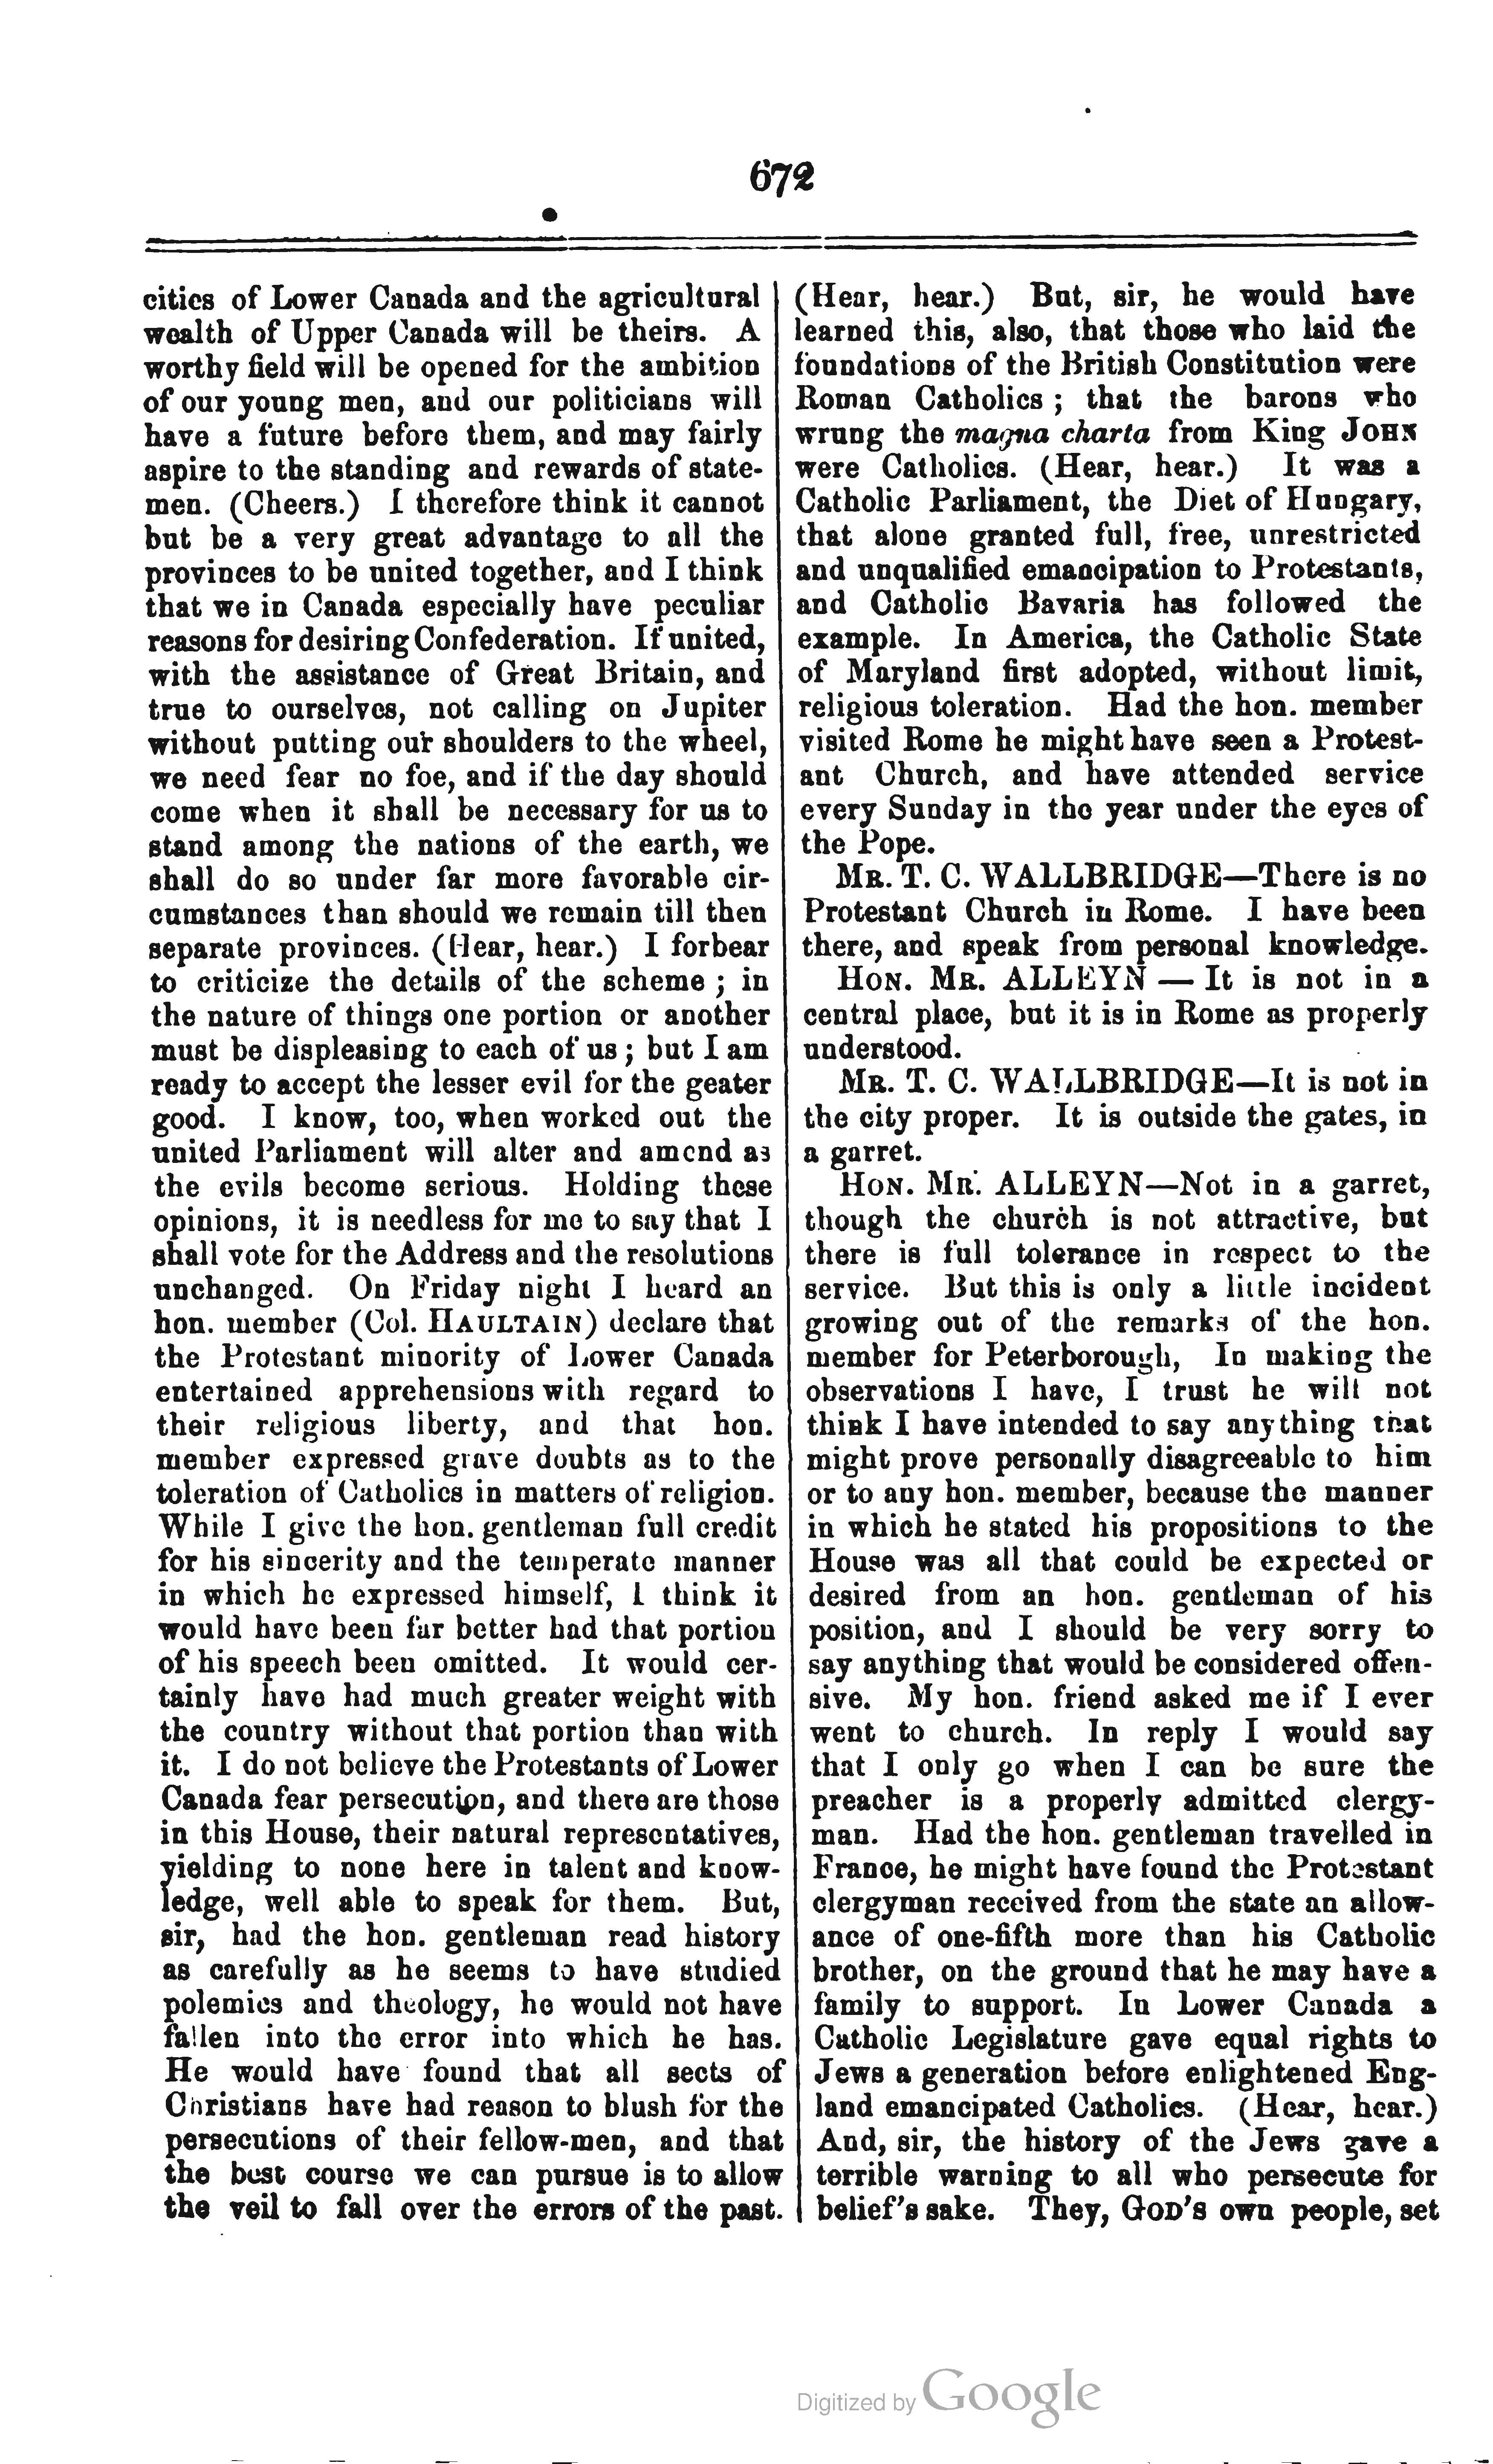 672
cities of Lower Canada and the agricultural
wealth of Upper Canada will be theirs. A
worthy field will be opened for the ambition
of our young men, and our politicians will
have a future before them, and may fairly
aspire to the standing and rewards of state-
men. (Cheers.) I therefore think it cannot
but be a very great advantage to all the
provinces to be united together, and I think
that we in Canada especially have peculiar
reasons for desiring Confederation. If united,
with the assistance of Great Britain, and
true to ourselves, not calling on Jupiter
without putting our shoulders to the wheel,
we need fear no foe, and if the day should
come when it shall be necessary for us to
stand among the nations of the earth, we
shall do so under far more favorable cir-
cumstances than should we remain till then
separate provinces. (Hear, hear.) I forbear
to criticize the details of the scheme; in
the nature of things one portion or another
must be displeasing to each of us; but I am
ready to accept the lesser evil for the geater
good. I know, too, when worked out the
united Parliament will alter and amend as
the evils become serious. Holding these
opinions, it is needless for me to say that I
shall vote for the Address and the resolutions
unchanged. On Friday night I heard an
hon. member (Col. HAULTAIN) declare that
the Protestant minority of Lower Canada
entertained apprehensions with regard to
their religious liberty, and that hon.
member expressed grave doubts as to the
toleration of Catholics in matters of religion.
While I give the hon. gentleman full credit
for his sincerity and the temperate manner
in which he expressed himself, I think it
would have been far better had that portion
of his speech been omitted. It would cer-
tainly have had much greater weight with
the country without that portion than with
it. I do not believe the Protestants of Lower
Canada fear persecution, and there are those
in this House, their natural representatives,
yielding to none here in talent and know-
ledge, well able to speak for them. But,
sir, had the hon. gentleman read history
as carefully as he seems to have studied
polemics and theology, he would not have
fallen into the error into which he has.
He would have found that all sects of
Christians have had reason to blush for the
persecutions of their fellow-men, and that
the best course we can pursue is to allow
the veil to fall over the errors of the past.
(Hear, hear.) But, sir, he would have
learned this, also, that those who laid the
foundations of the British Constitution were
Roman Catholics; that the barons who
wrung the magna charta from King JOHN
were Catholics. (Hear, hear.) It was a
Catholic Parliament, the Diet of Hungary,
that alone granted full, free, unrestricted
and unqualified emancipation to Protestants,
and Catholic Bavaria has followed the
example. In America, the Catholic State
of Maryland first adopted, without limit,
religious toleration. Had the hon. member
visited Rome he might have seen a Protest-
ant Church, and have attended service
every Sunday in the year under the eyes of
the Pope.
MR. T. C. WALLBRIDGE—There is no
Protestant Church in Rome. I have been
there, and speak from personal knowledge.
HON. MR. ALLEYN — It is not in a
central place, but it is in Rome as properly
understood.
MR. T. C. WALLBRIDGE—It is not in
the city proper. It is outside the gates, in
a garret.
HON. MR. ALLEYN—Not in a garret,
though the church is not attractive, but
there is full tolerance in respect to the
service. But this is only a little incident
growing out of the remarks of the hon.
member for Peterborough, In making the
observations I have, I trust he will not
think I have intended to say anything that
might prove personally disagreeable to him
or to any hon. member, because the manner
in which he stated his propositions to the
House was all that could be expected or
desired from an hon. gentleman of his
position, and I should be very sorry to
say anything that would be considered offen-
sive. My hon. friend asked me if I ever
went to church. In reply I would say
that I only go when I can be sure the
preacher is a properly admitted clergy-
man. Had the hon. gentleman travelled in
France, he might have found the Protestant
clergyman received from the state an allow-
ance of one-fifth more than his Catholic
brother, on the ground that he may have a
family to support. In Lower Canada a
Catholic Legislature gave equal rights to
Jews a generation before enlightened Eng-
land emancipated Catholics. (Hear, hear.)
And, sir, the history of the Jews gave a
terrible warning to all who persecute for
belief's sake. They, GOD'S own people, set
Digitized by Google